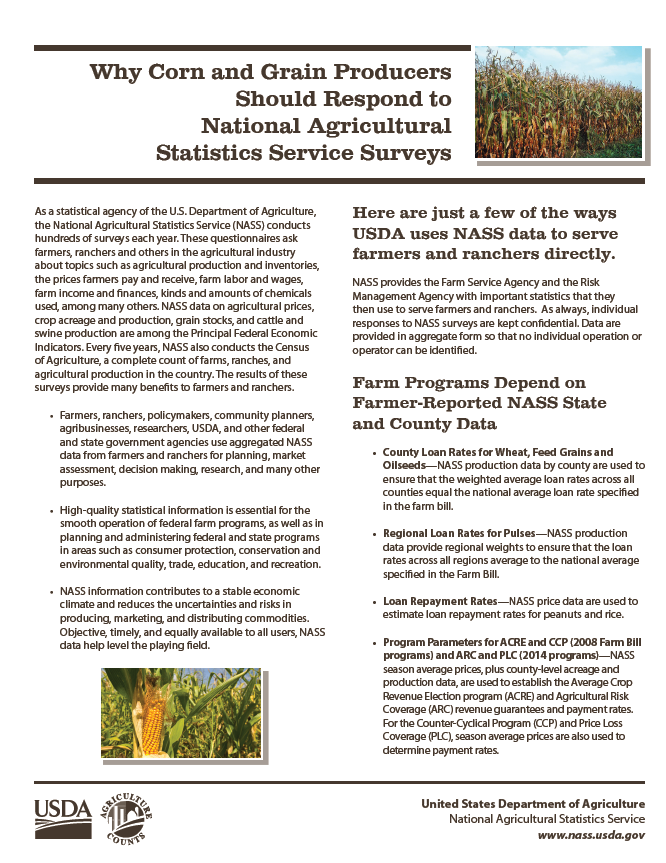 Why Corn and Grain Producers
Should Respond to
National Agricultural
Statistics Service Surveys
As a statistical agency of the U.S. Department of Agriculture,
the National Agricultural Statistics Service (NASS) conducts
hundreds of surveys each year. These questionnaires ask
farmers, ranchers and others in the agricultural industry
about topics such as agricultural production and inventories,
the prices farmers pay and receive, farm labor and wages,
farm income and finances, kinds and amounts of chemicals
used, among many others. NASS data on agricultural prices,
crop acreage and production, grain stocks, and cattle and
swine production are among the Principal Federal Economic
Indicators. Every five years, NASS also conducts the Census
of Agriculture, a complete count of farms, ranches, and
agricultural production in the country. The results of these
surveys provide many benefits to farmers and ranchers.
• Farmers, ranchers, policymakers, community planners,
agribusinesses, researchers, USDA, and other federal
and state government agencies use aggregated NASS
data from farmers and ranchers for planning, market
assessment, decision making, research, and many other
purposes.
• High-quality statistical information is essential for the
smooth operation of federal farm programs, as well as in
planning and administering federal and state programs
in areas such as consumer protection, conservation and
environmental quality, trade, education, and recreation.
• NASS information contributes to a stable economic
climate and reduces the uncertainties and risks in
producing, marketing, and distributing commodities.
Objective, timely, and equally available to all users, NASS
data help level the playing field.
Here are just a few of the ways
USDA uses NASS data to serve
farmers and ranchers directly.
NASS provides the Farm Service Agency and the Risk
Management Agency with important statistics that they
then use to serve farmers and ranchers. As always, individual
responses to NASS surveys are kept confidential. Data are
provided in aggregate form so that no individual operation or
operator can be identified.
Farm Programs Depend on
Farmer-Reported NASS State
and County Data
• County Loan Rates for Wheat, Feed Grains and
Oilseeds—NASS production data by county are used to
ensure that the weighted average loan rates across all
counties equal the national average loan rate specified
in the farm bill.
• Regional Loan Rates for Pulses—NASS production
data provide regional weights to ensure that the loan
rates across all regions average to the national average
specified in the Farm Bill.
• Loan Repayment Rates—NASS price data are used to
estimate loan repayment rates for peanuts and rice.
• Program Parameters for ACRE and CCP (2008 Farm Bill
programs) and ARC and PLC (2014 programs)—NASS
season average prices, plus county-level acreage and
production data, are used to establish the Average Crop
Revenue Election program (ACRE) and Agricultural Risk
Coverage (ARC) revenue guarantees and payment rates.
For the Counter-Cyclical Program (CCP) and Price Loss
Coverage (PLC), season average prices are also used to
determine payment rates.
USDA
AGRICULTURE
COUNTS
United States Department of Agriculture
National Agricultural Statistics Service
www.nass.usda.gov